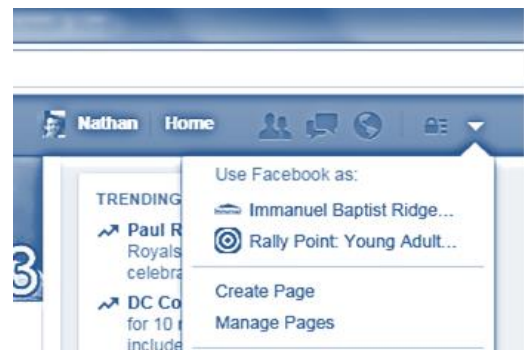 Nathan Home
Use Facebook as:
Immanuel Baptist Ridge...
Rally Point: Young Adult...
Create Page
Manage Pages
TRENDING
Paul R
Royals
celebra
DC Co
for 10 r
include
3